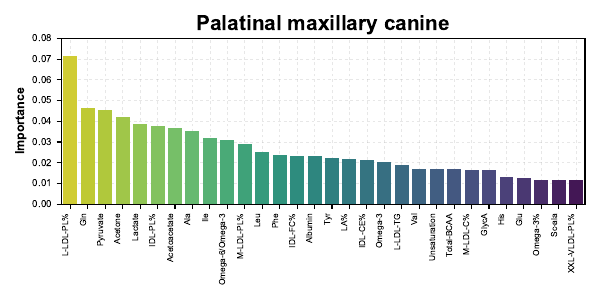 Palatinal maxillary canine
Importance
0.08
0.07
0.06
0.05
0.04
0.03
0.02
0.01
0.00
L-LDL-PL%
Gln
Pyruvate
Acetone
Lactate
IDL-PL%
Acetoacetate
Ala
Ile
Omega-6/Omega-3
M-LDL-PL%
Leu
Phe
IDL-FC%
Albumin
Tyr
LA%
IDL-CE%
Omega-3
L-LDL-TG
Val
Unsaturation
Total-BCAA
M-LDL-C%
GlycA
His
Glu
Omega-3%
XXL-VLDL-PL%